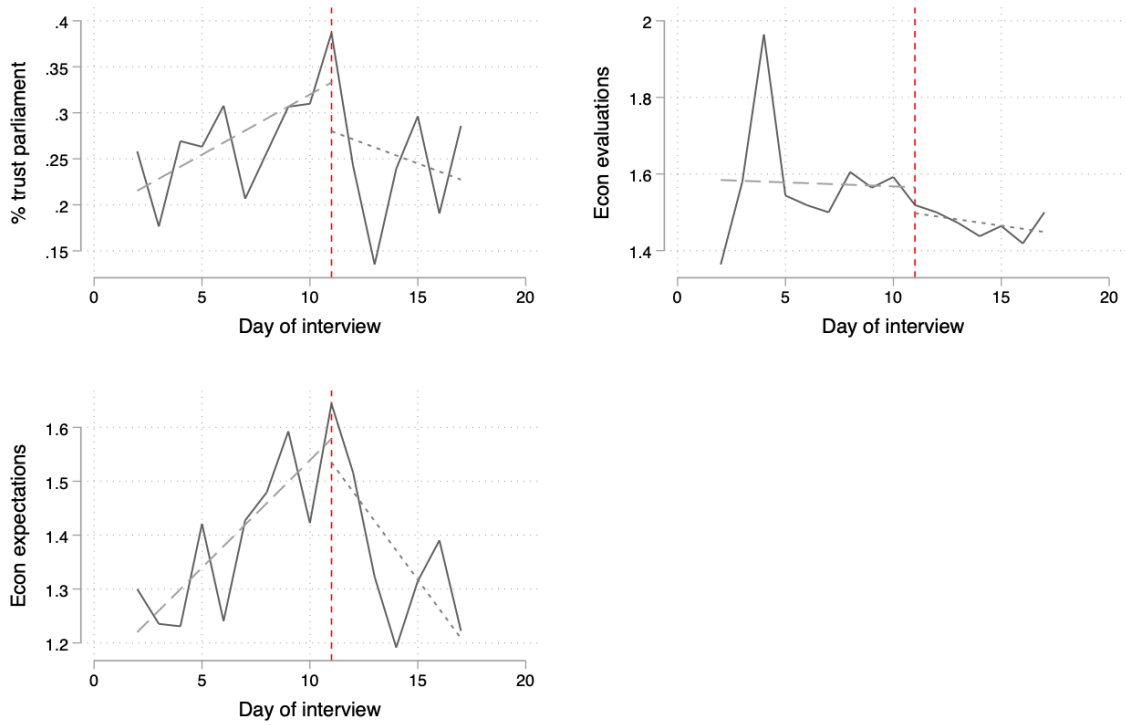 % trust parliament
.4
.35
.3
.25
.2
.15
0 5 10 15 20
Day of interview
Econ evaluations
2
1.8
1.6
1.4
0 5 10 15 20
Day of interview
Econ expectations
1.6
1.5
1.4
1.3
1.2
0 5 10 15 20
Day of interview